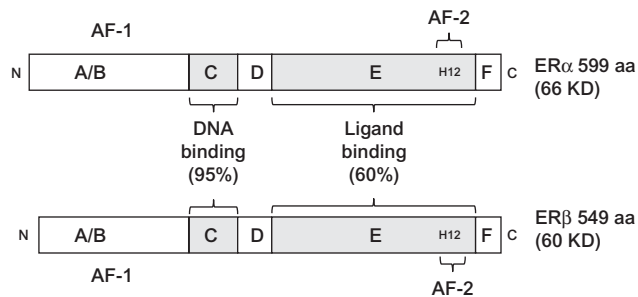 AF-2
AF-1
N A/B C D E H12 F C ERα 599 aa
(66 KD)
DNA binding (95%)
Ligand binding (60%)
N A/B C D E H12 F C ERβ 549 aa
(60 KD)
AF-1
AF-2